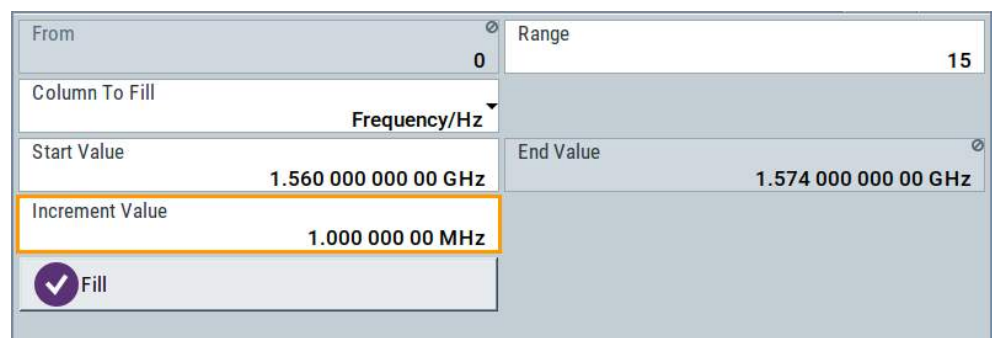 From
0
Range
15
Column To Fill
Frequency/Hz
Start Value
1.560 000 000 00 GHz
End Value
1.574 000 000 00 GHz
Increment Value
1.000 000 00 MHz
Fill